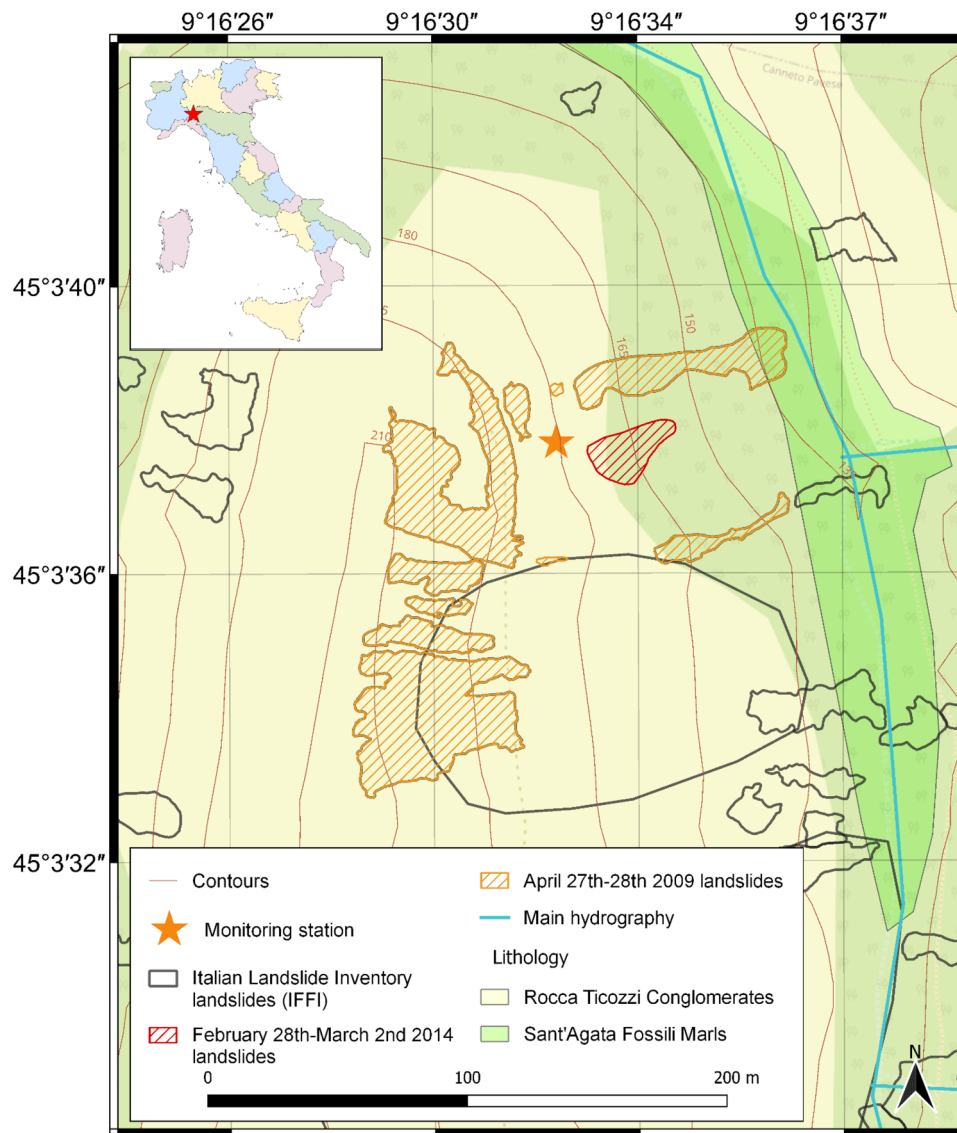 9°16'26"
9°16'30"
9°16'34"
9°16'37"
Canneto Pavese
180
45°3'40"
150
165
210
45°3'36"
45°3'32"
Contours
Monitoring station
Italian Landslide Inventory
landslides (IFFI)
February 28th-March 2nd 2014
landslides
April 27th-28th 2009 landslides
Main hydrography
Lithology
Rocca Ticozzi Conglomerates
Sant'Agata Fossili Marls
0
100
200 m
N